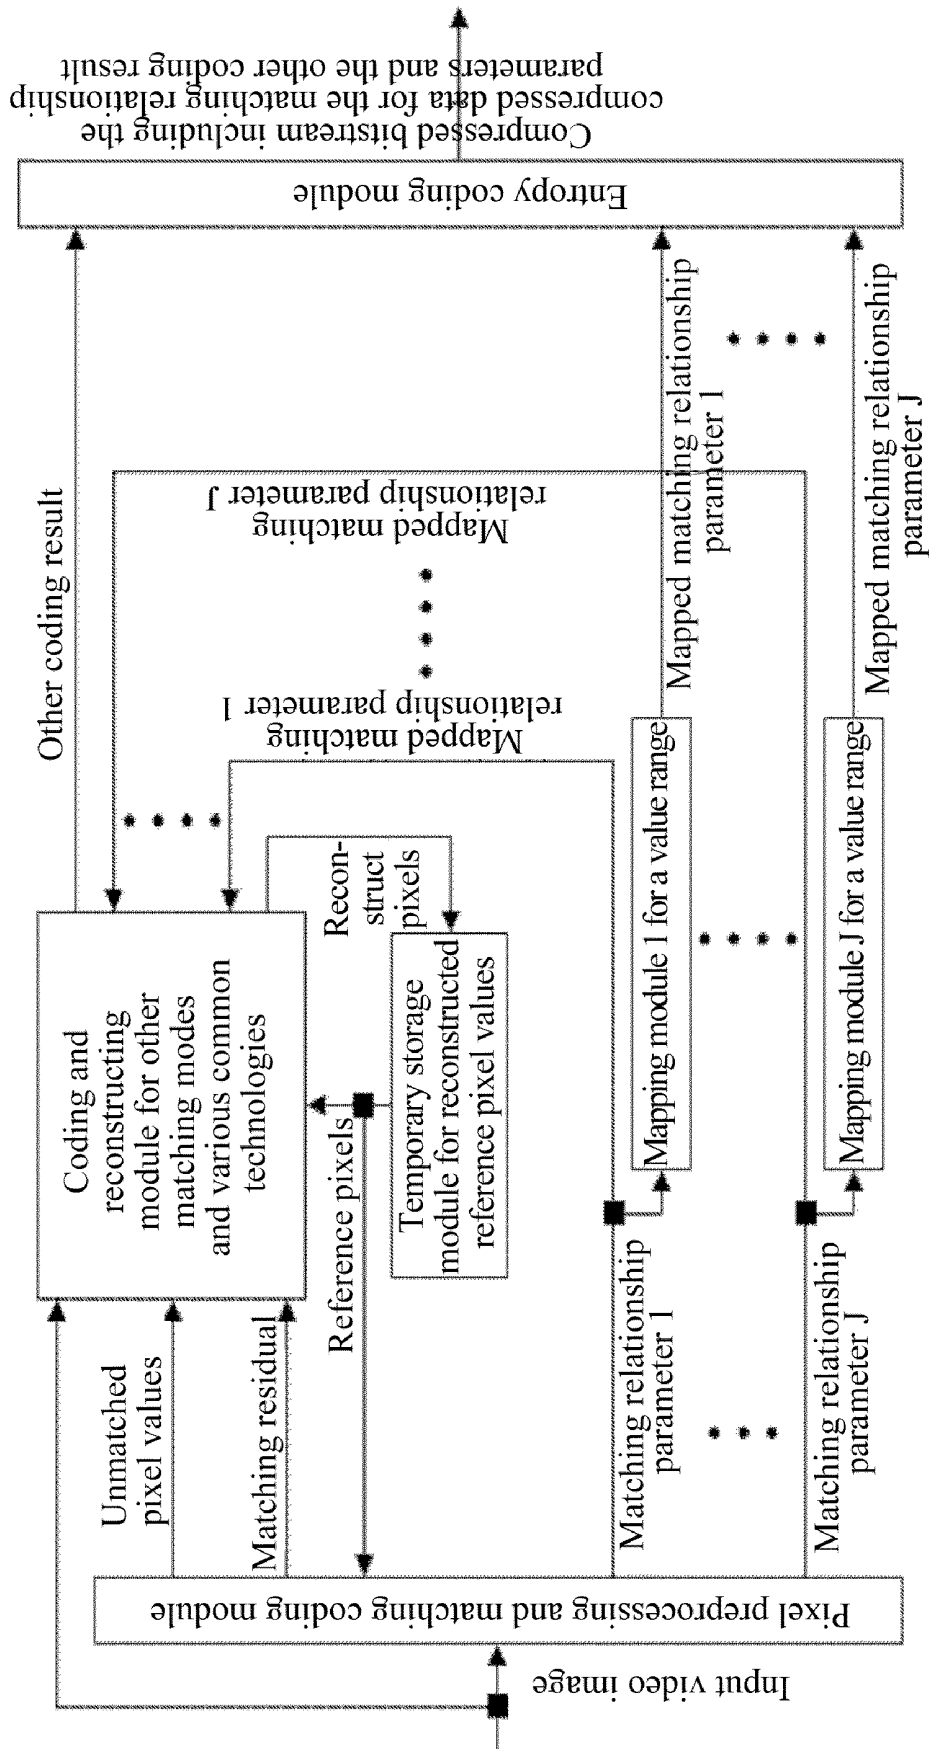 Input video image
Pixel preprocessing and matching coding module
Unmatched
pixel values
Matching residual
Reference pixels
Matching relationship
parameter 1
Matching relationship
parameter J
Coding and
reconstructing
module for other
matching modes
and various common
technologies
Recon-
struct
pixels
Temporary storage
module for reconstructed
reference pixel values
Mapping module 1 for a value range
Mapping module J for a value range
Mapped matching
relationship parameter 1
Mapped matching
relationship parameter J
Other coding result
Mapped matching relationship
parameter 1
Mapped matching relationship
parameter J
Entropy coding module
Compressed bitstream including the
compressed data for the matching relationship
parameters and the other coding result